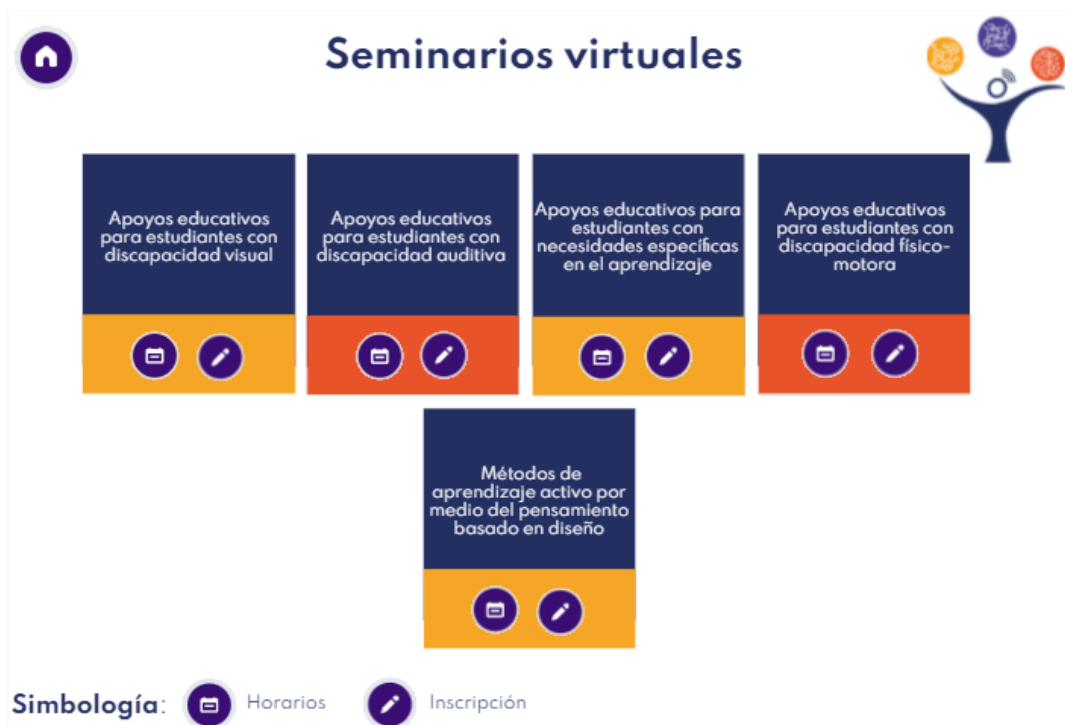 Seminarios virtuales
Apoyos educativos
para estudiantes con
discapacidad visual
Apoyos educativos
para estudiantes con
discapacidad auditiva
Apoyos educativos para
estudiantes con
necesidades específicas
en el aprendizaje
Apoyos educativos
para estudiantes con
discapacidad físico-
motora
Métodos de
aprendizaje activo por
medio del pensamiento
basado en diseño
Simbología: Horarios Inscripción